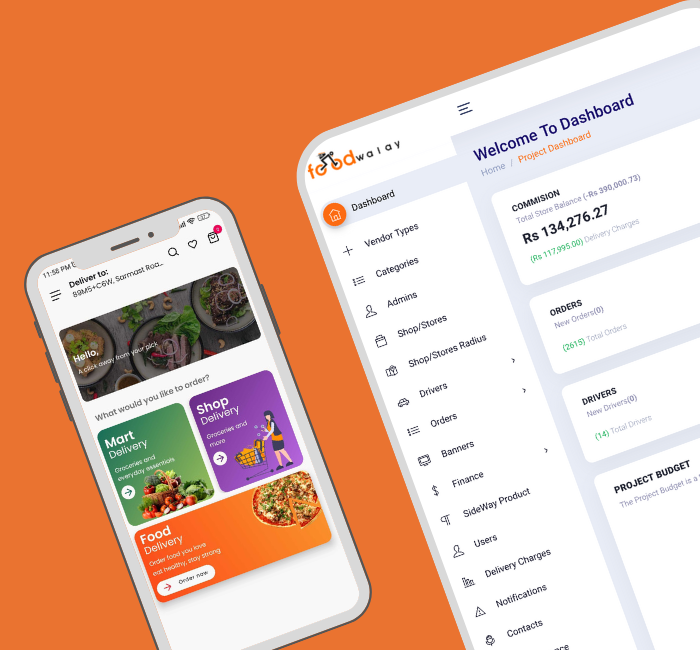 11:58 PM
Deliver to:
89M5+C6W, Sarmast Roa...
Hello,
A click away from your pick
What would you like to order?
Mart
Delivery
Groceries and
everyday essentials
Shop
Delivery
Groceries and
more
Food
Delivery
Order food you love
eat healthy, stay strong
Order now
foodwalay
Dashboard
Vendor Types
Categories
Admins
Shop/Stores
Shop/Stores Radius
Drivers
Orders
Banners
Finance
SideWay Product
Users
Delivery Charges
Notifications
Contacts
Welcome To Dashboard
Home / Project Dashboard
COMMISION
Total Store Balance (-Rs 390,000.73)
Rs 134,276.27
(Rs 117,995.00) Delivery Charges
ORDERS
New Orders(0)
(2615) Total Orders
DRIVERS
New Drivers(0)
(14) Total Drivers
PROJECT BUDGET
The Project Budget is a